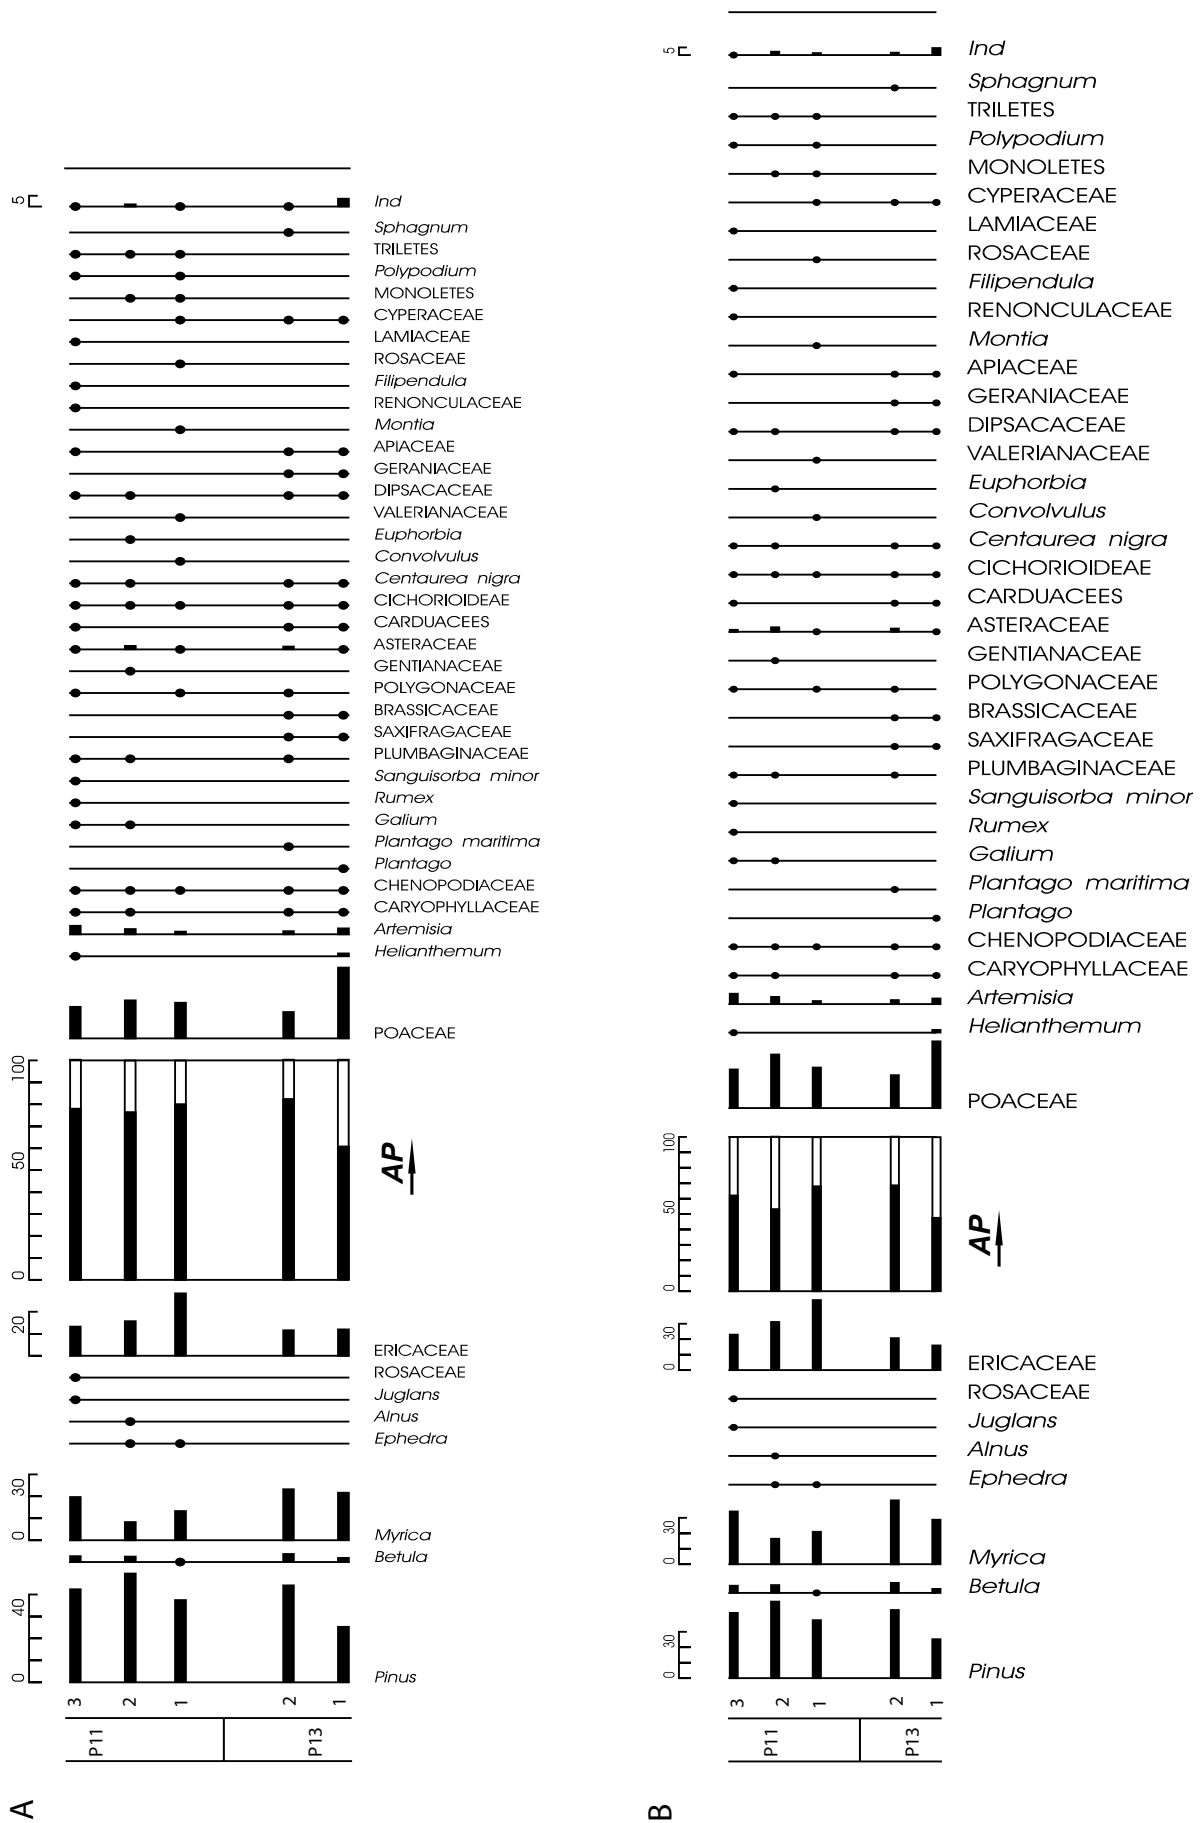 A
5
Ind
Sphagnum
TRILETES
Polypodium
MONOLETES
CYPERACEAE
LAMIACEAE
ROSACEAE
Filipendula
RENONCULACEAE
Montia
APIACEAE
GERANIACEAE
DIPSACACEAE
VALERIANACEAE
Euphorbia
Convolvulus
Centaurea nigra
CICHORIOIDEAE
CARDUACEES
ASTERACEAE
GENTIANACEAE
POLYGONACEAE
BRASSICACEAE
SAXIFRAGACEAE
PLUMBAGINACEAE
Sanguisorba minor
Rumex
Galium
Plantago maritima
Plantago
CHENOPODIACEAE
CARYOPHYLLACEAE
Artemisia
Helianthemum
POACEAE
0 50 100
AP
20
ERICACEAE
ROSACEAE
Juglans
Alnus
Ephedra
0 30
Myrica
Betula
0 40
Pinus
3 2 1 2 1
P11 P13
B
5
Ind
Sphagnum
TRILETES
Polypodium
MONOLETES
CYPERACEAE
LAMIACEAE
ROSACEAE
Filipendula
RENONCULACEAE
Montia
APIACEAE
GERANIACEAE
DIPSACACEAE
VALERIANACEAE
Euphorbia
Convolvulus
Centaurea nigra
CICHORIOIDEAE
CARDUACEES
ASTERACEAE
GENTIANACEAE
POLYGONACEAE
BRASSICACEAE
SAXIFRAGACEAE
PLUMBAGINACEAE
Sanguisorba minor
Rumex
Galium
Plantago maritima
Plantago
CHENOPODIACEAE
CARYOPHYLLACEAE
Artemisia
Helianthemum
POACEAE
0 50 100
AP
0 30
ERICACEAE
ROSACEAE
Juglans
Alnus
Ephedra
0 30
Myrica
Betula
0 30
Pinus
3 2 1 2 1
P11 P13